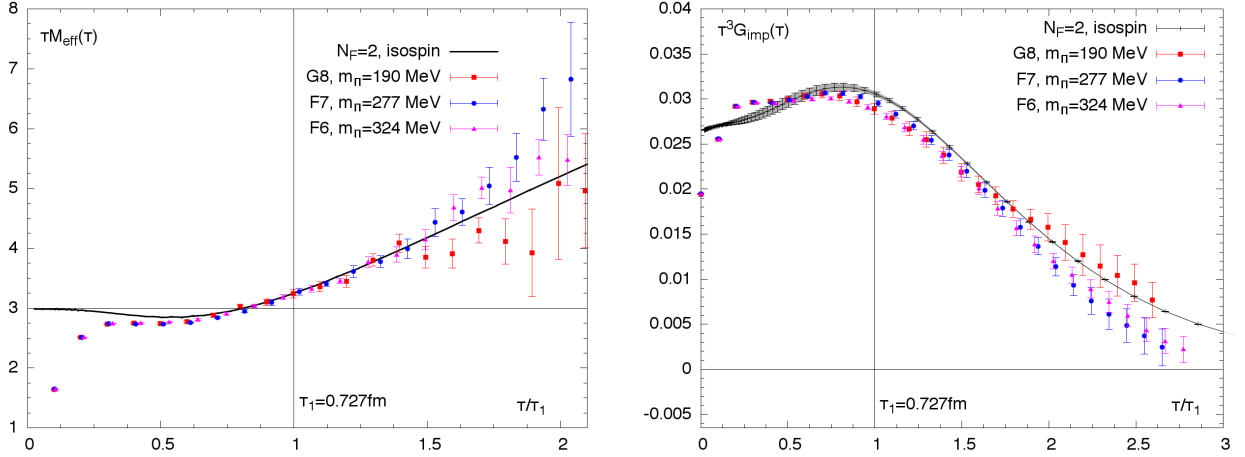 τM_eff(τ)
N_F=2, isospin
G8, m_π=190 MeV
F7, m_π=277 MeV
F6, m_π=324 MeV
8
7
6
5
4
3
2
1
τ_1=0.727fm
τ/τ_1
0 0.5 1 1.5 2
τ^3G_imp(τ)
N_F=2, isospin
G8, m_π=190 MeV
F7, m_π=277 MeV
F6, m_π=324 MeV
0.04
0.035
0.03
0.025
0.02
0.015
0.01
0.005
0
-0.005
τ_1=0.727fm
τ/τ_1
0 0.5 1 1.5 2 2.5 3